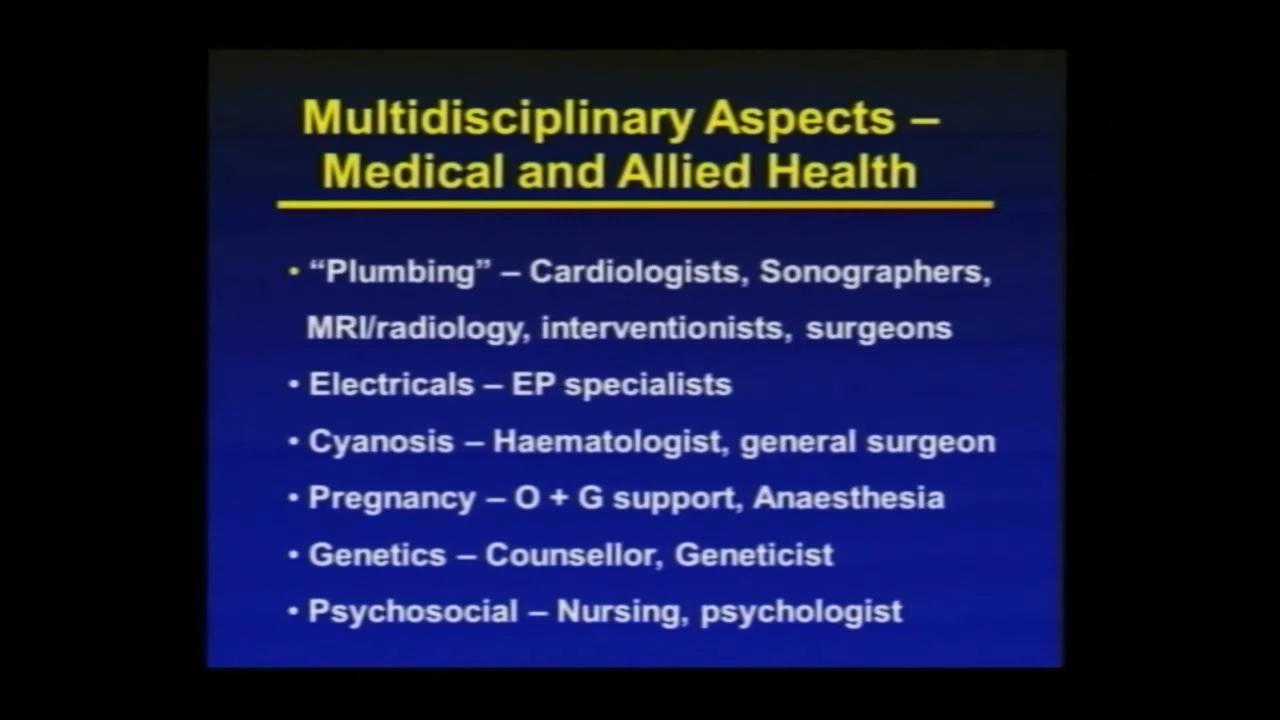 Multidisciplinary Aspects –
Medical and Allied Health
• “Plumbing” – Cardiologists, Sonographers,
MRI/radiology, interventionists, surgeons
• Electricals – EP specialists
• Cyanosis – Haematologist, general surgeon
• Pregnancy – O + G support, Anaesthesia
• Genetics – Counsellor, Geneticist
• Psychosocial – Nursing, psychologist